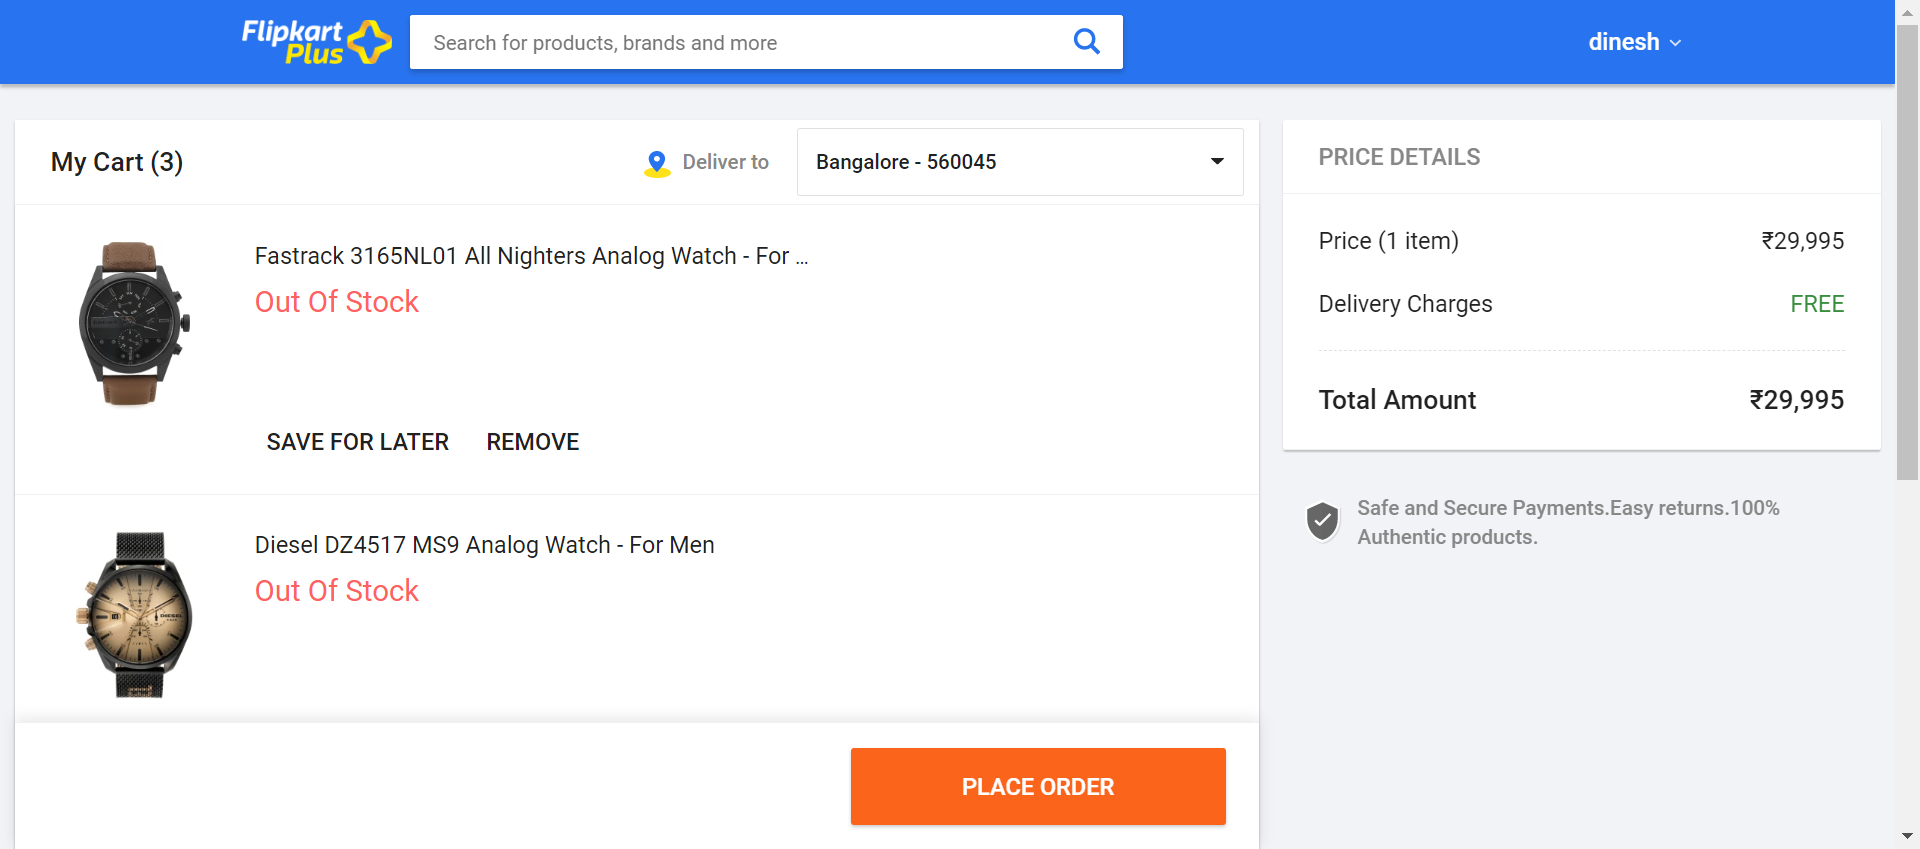 Flipkart
Plus
Search for products, brands and more
dinesh
My Cart (3)
Deliver to
Bangalore - 560045
Fastrack 3165NL01 All Nighters Analog Watch - For ...
Out Of Stock
SAVE FOR LATER REMOVE
Diesel DZ4517 MS9 Analog Watch - For Men
Out Of Stock
PLACE ORDER
PRICE DETAILS
Price (1 item) ₹29,995
Delivery Charges FREE
Total Amount ₹29,995
Safe and Secure Payments.Easy returns.100%
Authentic products.